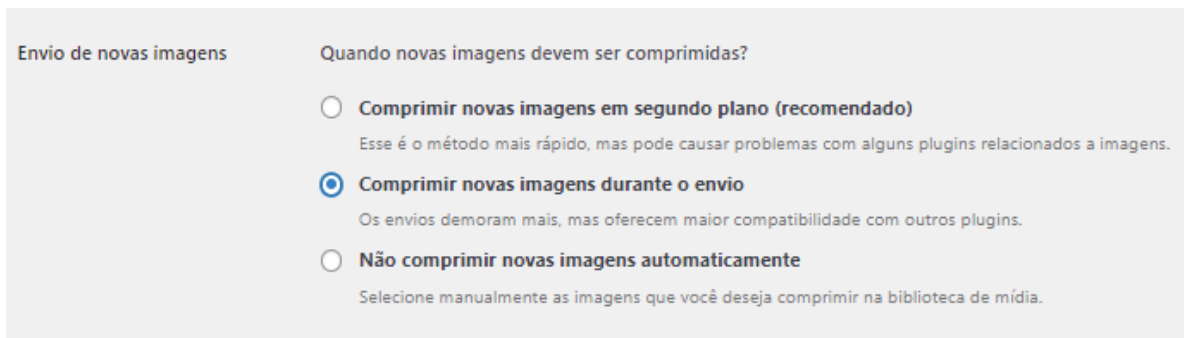 Envio de novas imagens
Quando novas imagens devem ser comprimidas?
Comprimir novas imagens em segundo plano (recomendado)
Esse é o método mais rápido, mas pode causar problemas com alguns plugins relacionados a imagens.
Comprimir novas imagens durante o envio
Os envios demoram mais, mas oferecem maior compatibilidade com outros plugins.
Não comprimir novas imagens automaticamente
Selecione manualmente as imagens que você deseja comprimir na biblioteca de mídia.